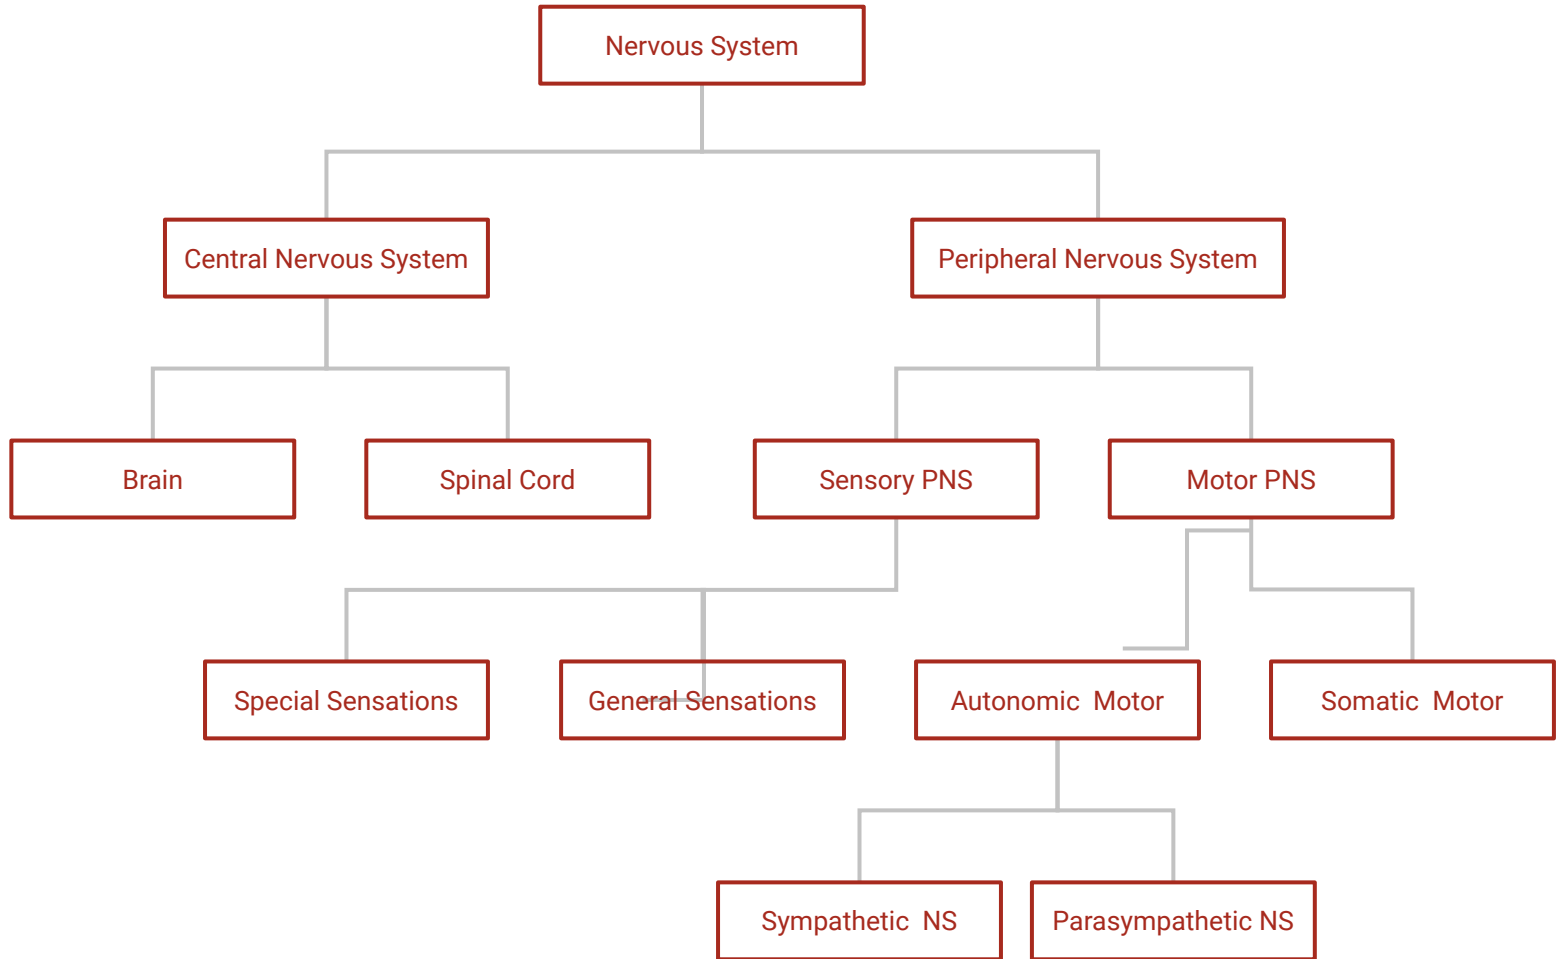 Nervous System
Central Nervous System
Peripheral Nervous System
Brain
Spinal Cord
Sensory PNS
Motor PNS
Special Sensations
General Sensations
Autonomic  Motor
Somatic  Motor
Sympathetic  NS
Parasympathetic NS